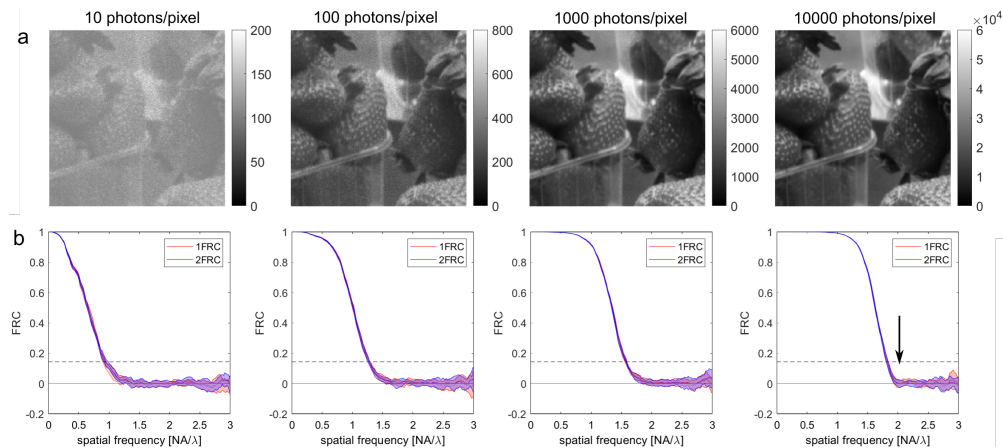 10 photons/pixel
100 photons/pixel
1000 photons/pixel
10000 photons/pixel
a
200
150
100
50
0
800
600
400
200
0
6000
5000
4000
3000
2000
1000
0
×10⁴
6
5
4
3
2
1
0
b
1
0.8
0.6
0.4
0.2
0
-0.2
FRC
1FRC
2FRC
0 0.5 1 1.5 2 2.5 3
spatial frequency [NA/λ]
1
0.8
0.6
0.4
0.2
0
-0.2
FRC
1FRC
2FRC
0 0.5 1 1.5 2 2.5 3
spatial frequency [NA/λ]
1
0.8
0.6
0.4
0.2
0
-0.2
FRC
1FRC
2FRC
0 0.5 1 1.5 2 2.5 3
spatial frequency [NA/λ]
1
0.8
0.6
0.4
0.2
0
-0.2
FRC
1FRC
2FRC
0 0.5 1 1.5 2 2.5 3
spatial frequency [NA/λ]